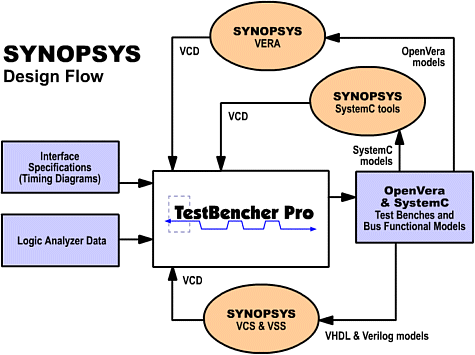 SYNOPSYS
Design Flow
VCD
SYNOPSYS
VERA
OpenVera
models
VCD
SYNOPSYS
SystemC tools
SystemC
models
Interface
Specifications
(Timing Diagrams)
Logic Analyzer Data
TestBencher Pro
OpenVera
& SystemC
Test Benches and
Bus Functional Models
VCD
SYNOPSYS
VCS & VSS
VHDL & Verilog models